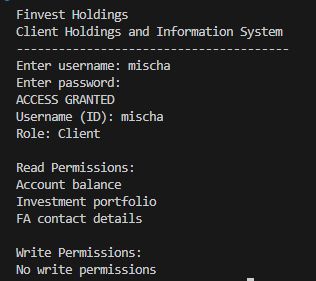 Finvest Holdings
Client Holdings and Information System
---------------------------------------
Enter username: mischa
Enter password:
ACCESS GRANTED
Username (ID): mischa
Role: Client
Read Permissions:
Account balance
Investment portfolio
FA contact details
Write Permissions:
No write permissions